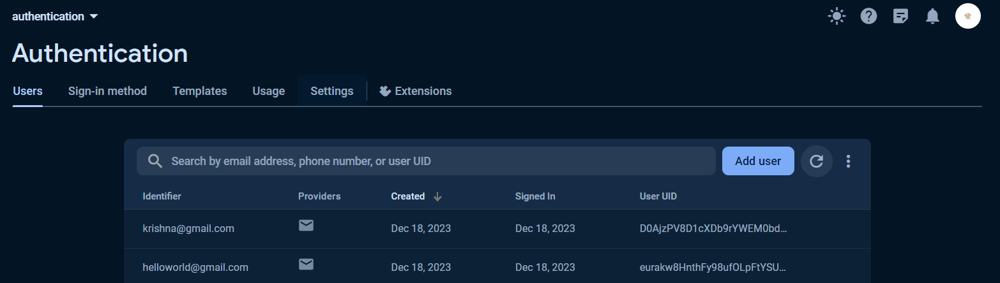 authentication
Authentication
Users Sign-in method Templates Usage Settings Extensions
Search by email address, phone number, or user UID Add user
Identifier Providers Created Signed In User UID
krishna@gmail.com Dec 18, 2023 Dec 18, 2023 D0AjzPV8D1cXDb9rYWEM0bd...
helloworld@gmail.com Dec 18, 2023 Dec 18, 2023 eurakw8HnthFy98ufOLpFtYSU...